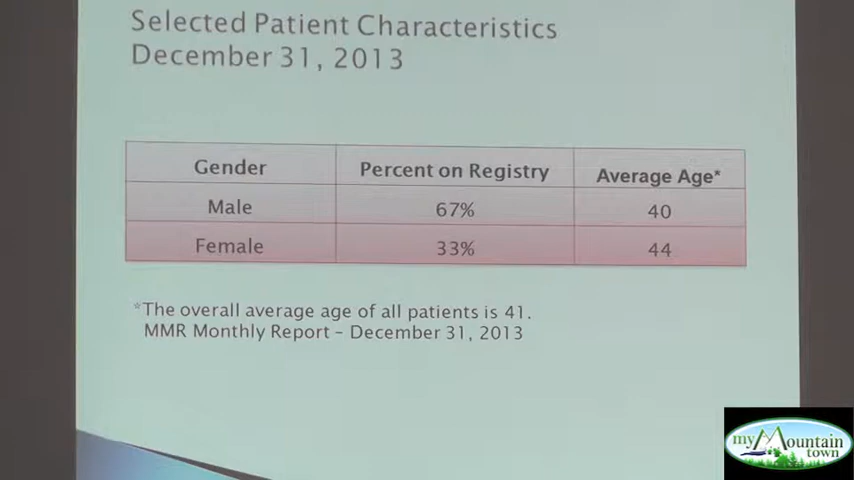 Selected Patient Characteristics
December 31, 2013
Gender Percent on Registry Average Age*
Male 67% 40
Female 33% 44
*The overall average age of all patients is 41.
MMR Monthly Report – December 31, 2013
my Mountain
town